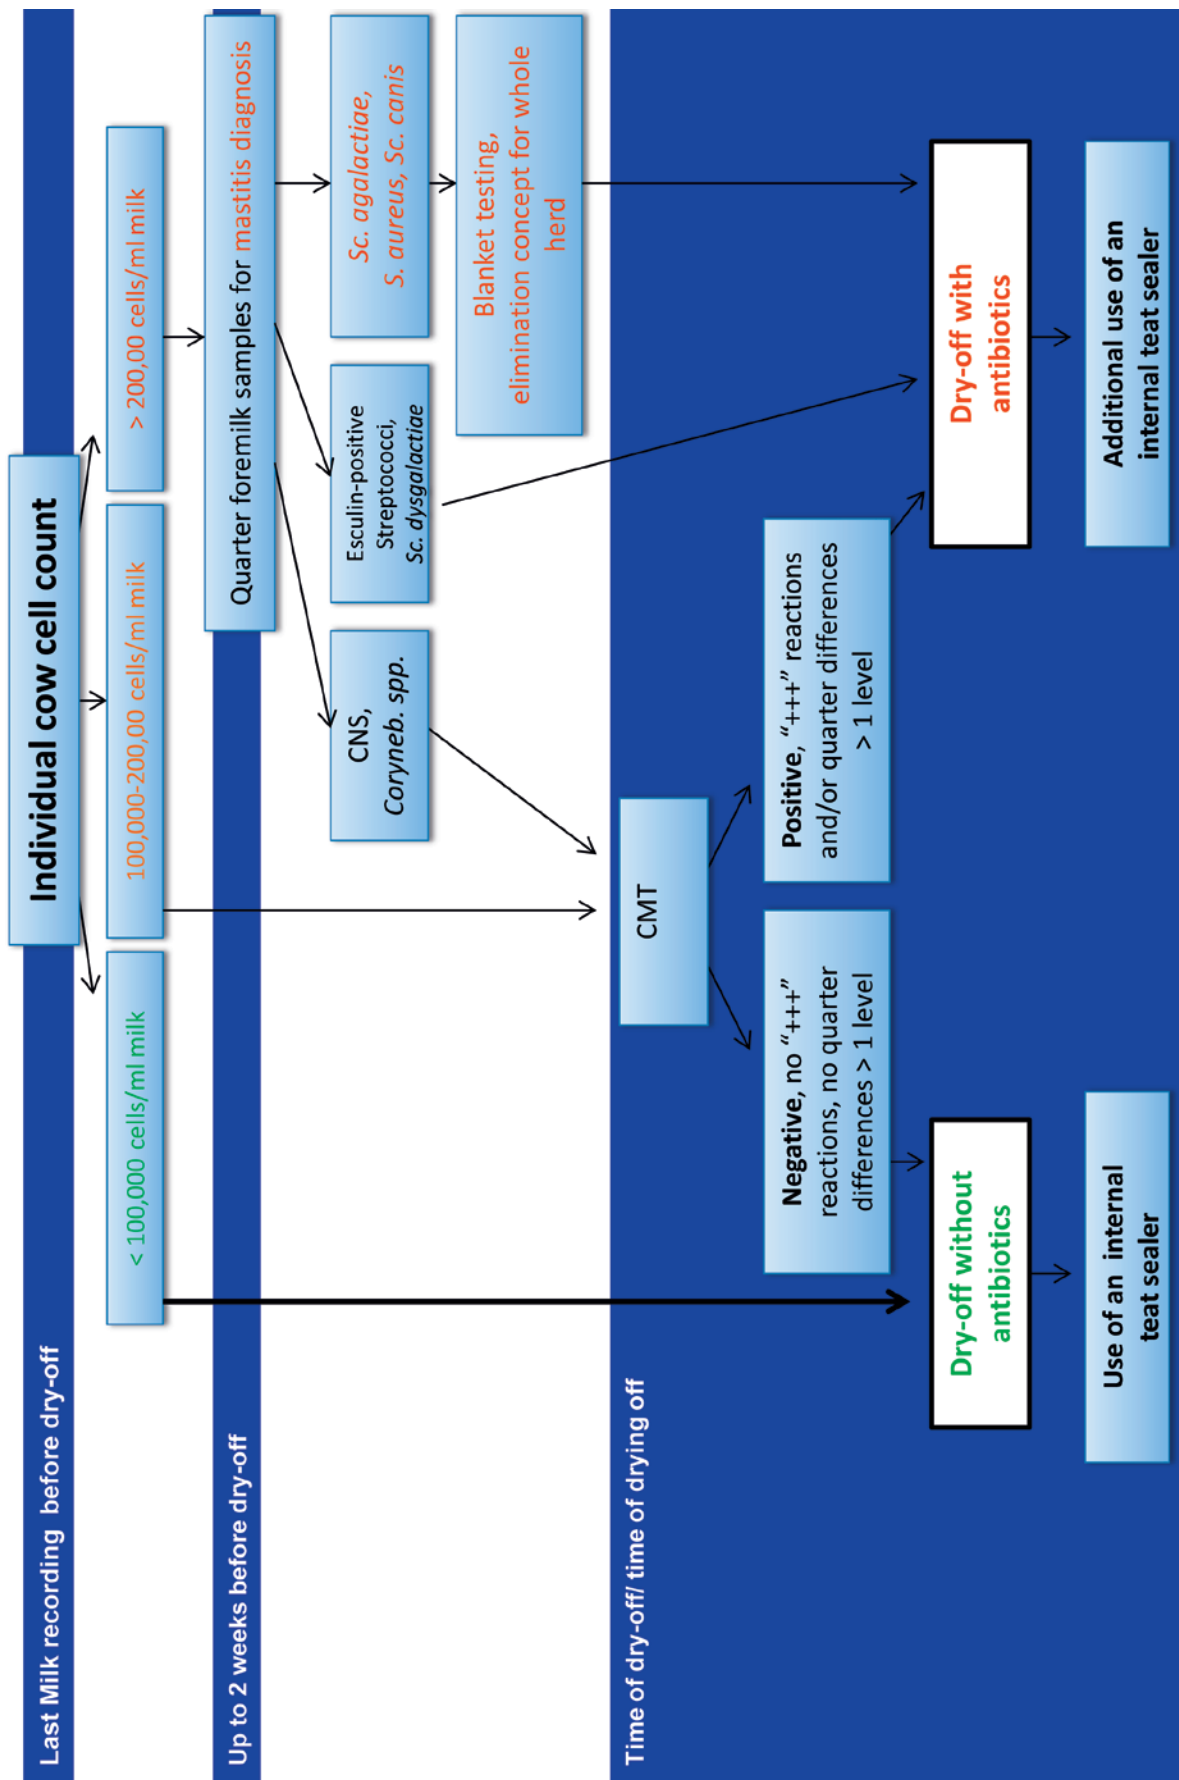 Last Milk recording before dry-off
Individual cow cell count
< 100,000 cells/ml milk
100,000-200,00 cells/ml milk
> 200,00 cells/ml milk
Up to 2 weeks before dry-off
Quarter foremilk samples for mastitis diagnosis
CNS,
Coryneb. spp.
Esculin-positive
Streptococci,
Sc. dysgalactiae
Sc. agalactiae,
S. aureus, Sc. canis
Blanket testing,
elimination concept for whole
herd
Time of dry-off/ time of drying off
CMT
Negative, no “+++”
reactions, no quarter
differences > 1 level
Positive, “+++” reactions
and/or quarter differences
> 1 level
Dry-off without
antibiotics
Dry-off with
antibiotics
Use of an internal
teat sealer
Additional use of an
internal teat sealer